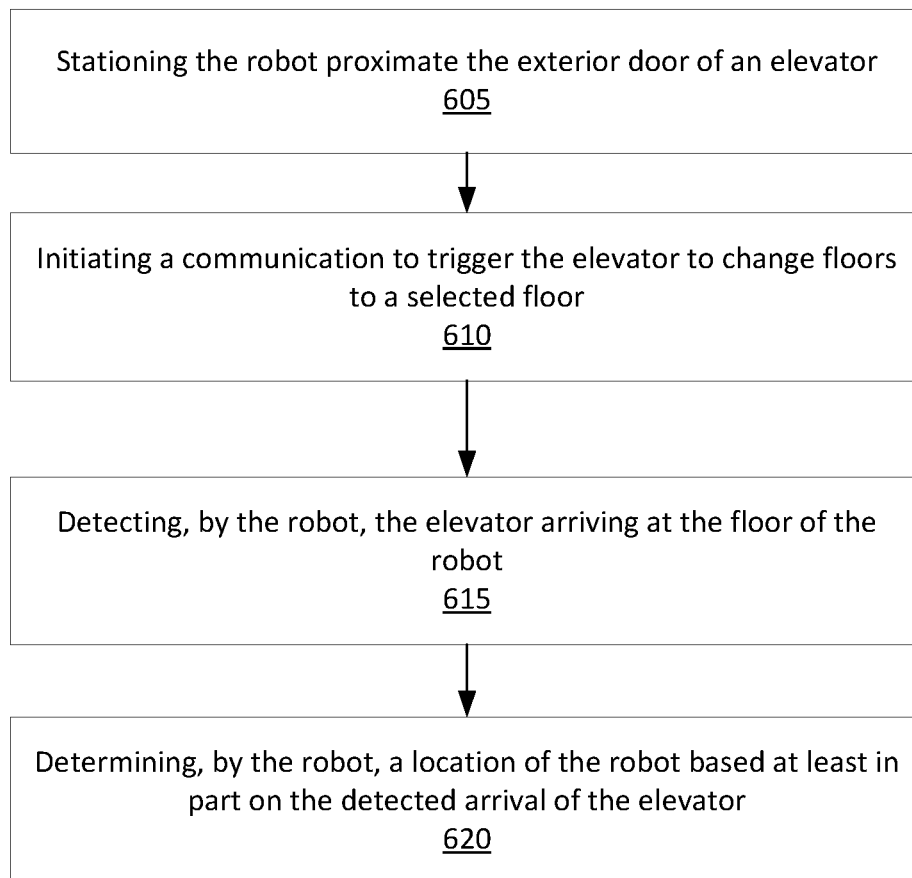 Stationing the robot proximate the exterior door of an elevator
605
Initiating a communication to trigger the elevator to change floors
to a selected floor
610
Detecting, by the robot, the elevator arriving at the floor of the
robot
615
Determining, by the robot, a location of the robot based at least in
part on the detected arrival of the elevator
620